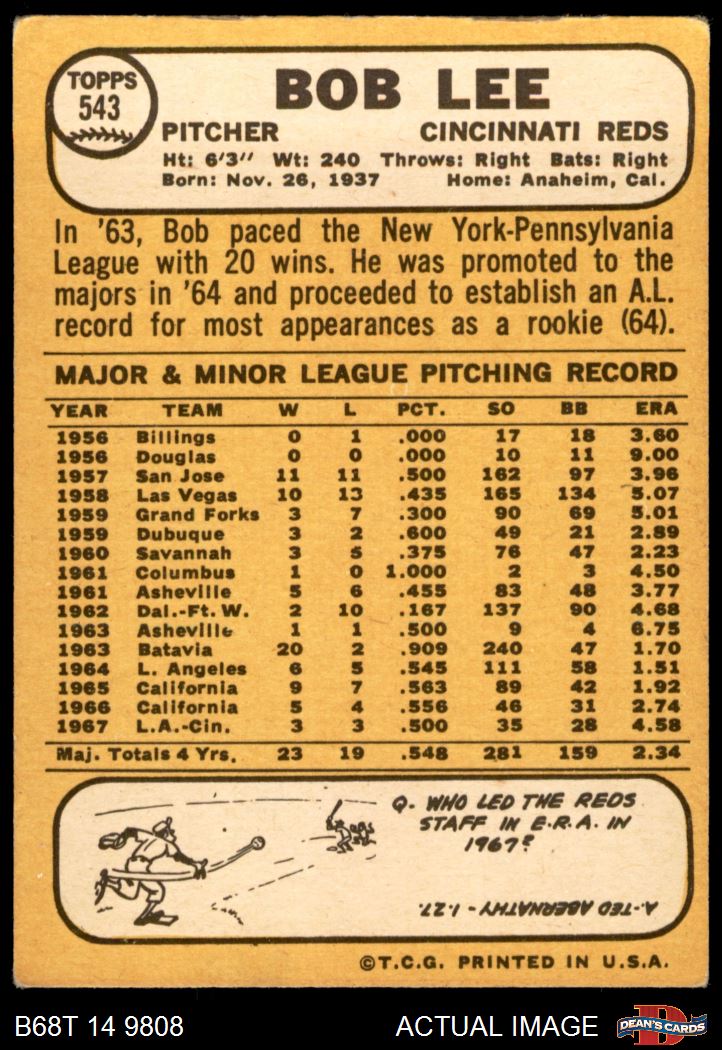 TOPPS
543
BOB LEE
PITCHER CINCINNATI REDS
Ht: 6'3" Wt: 240 Throws: Right Bats: Right
Born: Nov. 26, 1937 Home: Anaheim, Cal.
In '63, Bob paced the New York-Pennsylvania
League with 20 wins. He was promoted to the
majors in '64 and proceeded to establish an A.L.
record for most appearances as a rookie (64).
MAJOR & MINOR LEAGUE PITCHING RECORD
YEAR TEAM W L PCT. SO BB ERA
1956 Billings 0 1 .000 17 18 3.60
1956 Douglas 0 0 .000 10 11 9.00
1957 San Jose 11 11 .500 162 97 3.96
1958 Las Vegas 10 13 .435 165 134 5.07
1959 Grand Forks 3 7 .300 90 69 5.01
1959 Dubuque 3 2 .600 49 21 2.89
1960 Savannah 3 5 .375 76 47 2.23
1961 Columbus 1 0 1.000 2 3 4.50
1961 Asheville 5 6 .455 83 48 3.77
1962 Dal.-Ft. W. 2 10 .167 137 90 4.68
1963 Asheville 1 1 .500 9 4 6.75
1963 Batavia 20 2 .909 240 47 1.70
1964 L. Angeles 6 5 .545 111 58 1.51
1965 California 9 7 .563 89 42 1.92
1966 California 5 4 .556 46 31 2.74
1967 L.A.-Cin. 3 3 .500 35 28 4.58
Maj. Totals 4 Yrs. 23 19 .548 281 159 2.34
Q. WHO LED THE REDS
STAFF IN E.R.A. IN
1967?
A-TED ABERNATHY - 1.27.
©T.C.G. PRINTED IN U.S.A.
B68T 14 9808 ACTUAL IMAGE DEAN'S CARDS